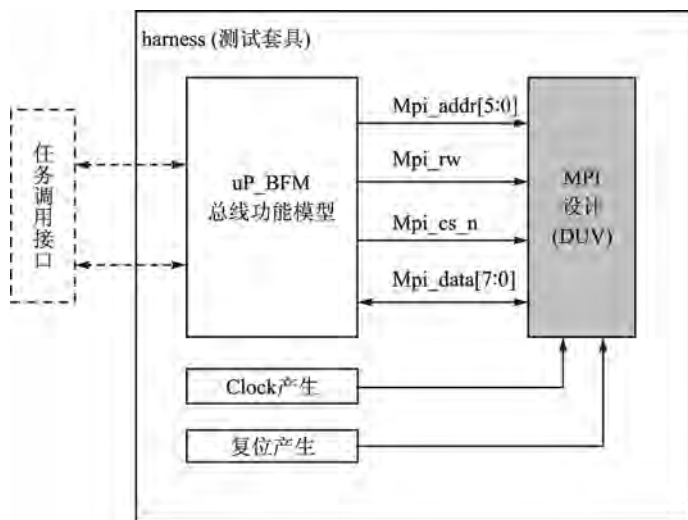 harness (测试套具)
任务调用接口
uP_BFM
总线功能模型
Mpi_addr[5:0]
Mpi_rw
Mpi_cs_n
Mpi_data[7:0]
MPI
设计
(DUV)
Clock产生
复位产生